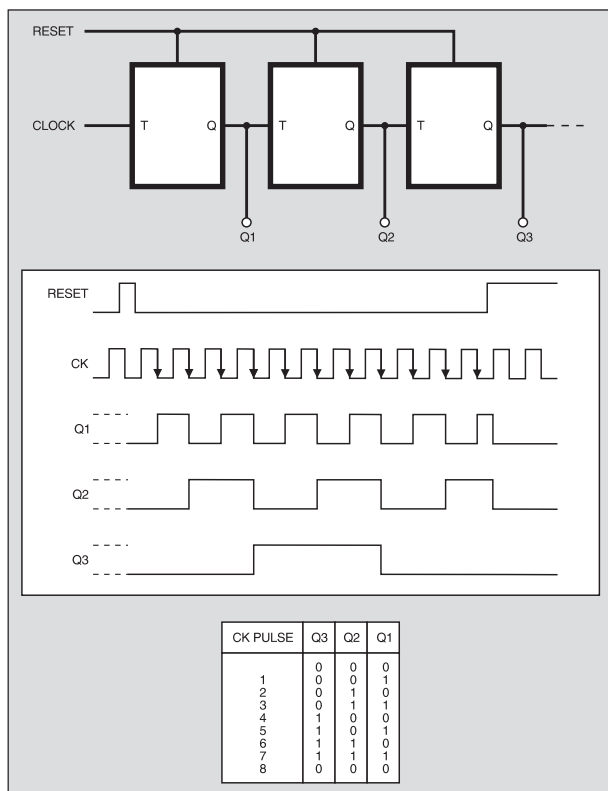 RESET
CLOCK T Q T Q T Q
Q1 Q2 Q3
RESET
CK
Q1
Q2
Q3
CK PULSE Q3 Q2 Q1
0 0 0
1 0 0 1
2 0 1 0
3 0 1 1
4 1 0 0
5 1 0 1
6 1 1 0
7 1 1 1
8 0 0 0